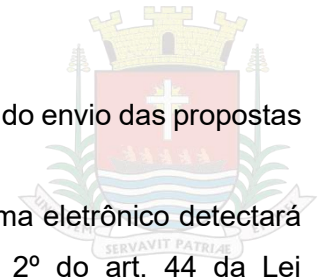 do envio das propostas
ma eletrônico detectará
SERVAVIT PATRIAE
2º do art. 44 da Lei